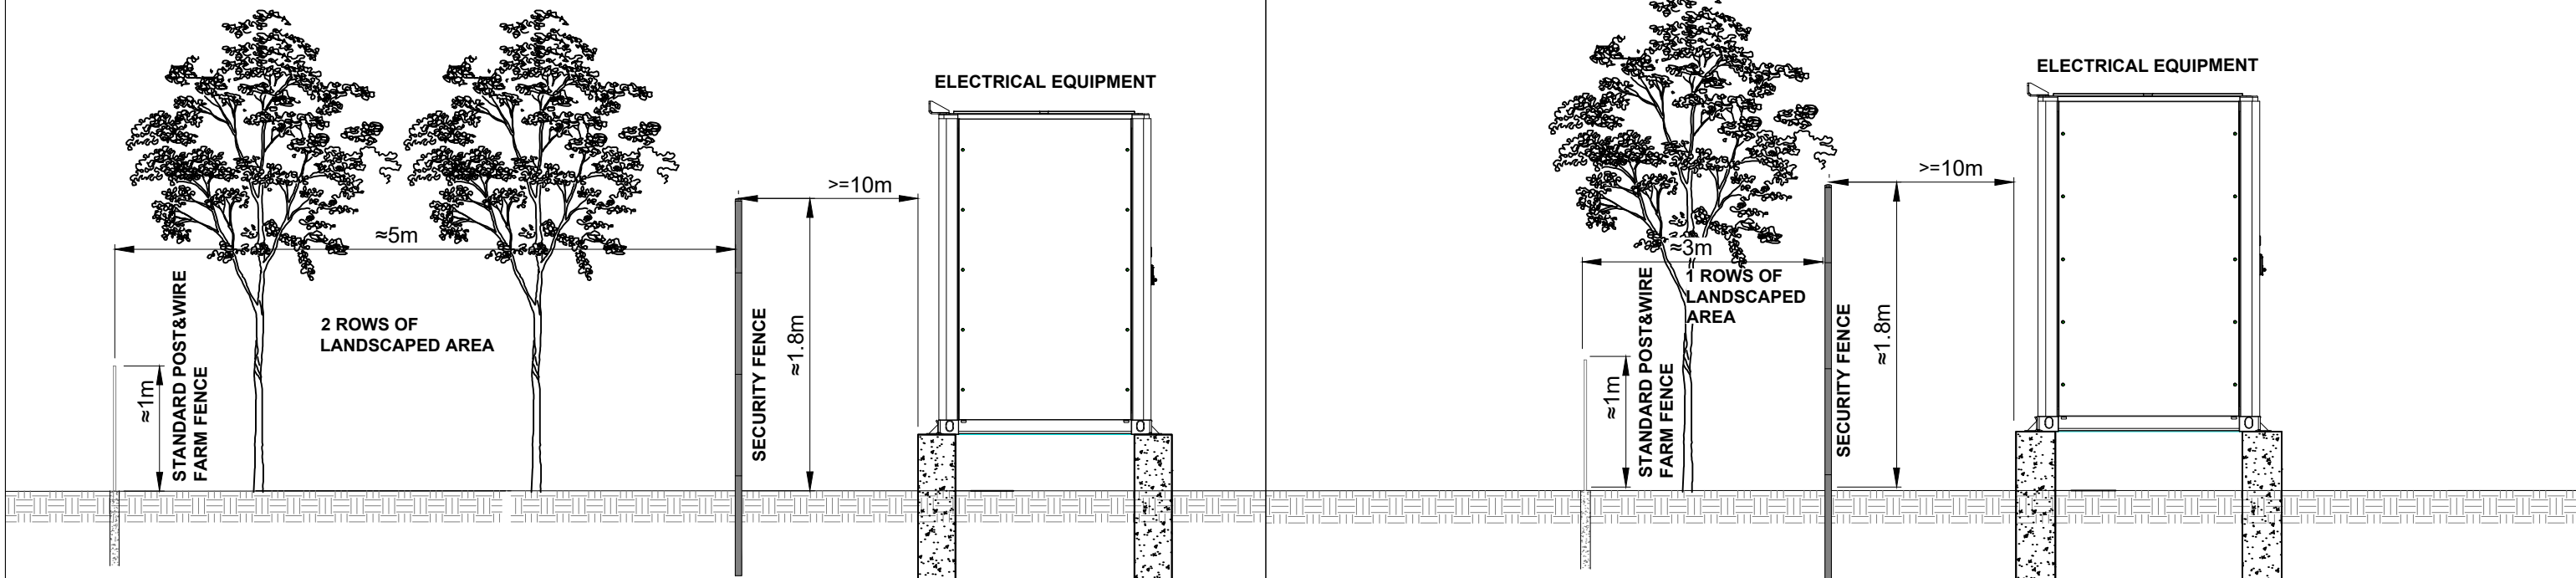 ELECTRICAL EQUIPMENT
>=10m
≈5m
2 ROWS OF
LANDSCAPED AREA
STANDARD POST&WIRE
FARM FENCE
≈1m
SECURITY FENCE
≈1.8m
ELECTRICAL EQUIPMENT
>=10m
≈3m
1 ROWS OF
LANDSCAPED
AREA
STANDARD POST&WIRE
FARM FENCE
≈1m
SECURITY FENCE
≈1.8m